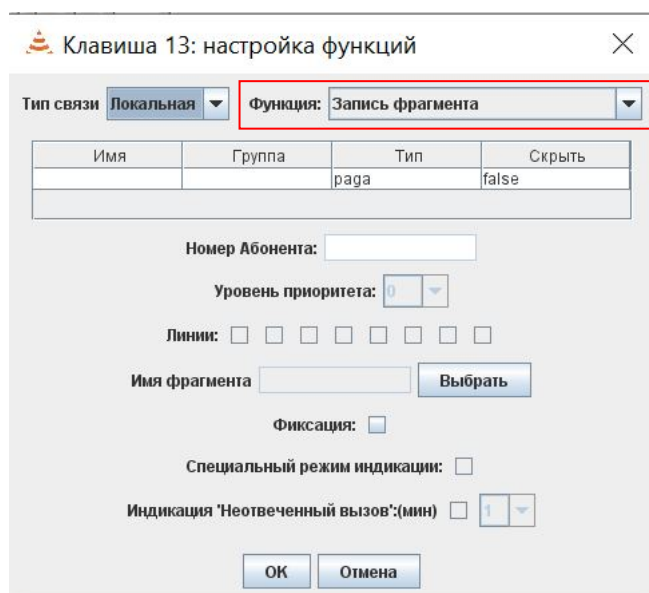 Клавиша 13: настройка функций
Тип связи Локальная Функция: Запись фрагмента
Имя Группа Тип Скрыть
paga false
Номер Абонента:
Уровень приоритета: 0
Линии:
Имя фрагмента Выбрать
Фиксация:
Специальный режим индикации:
Индикация 'Неотвеченный вызов':(мин) 1
ОК Отмена